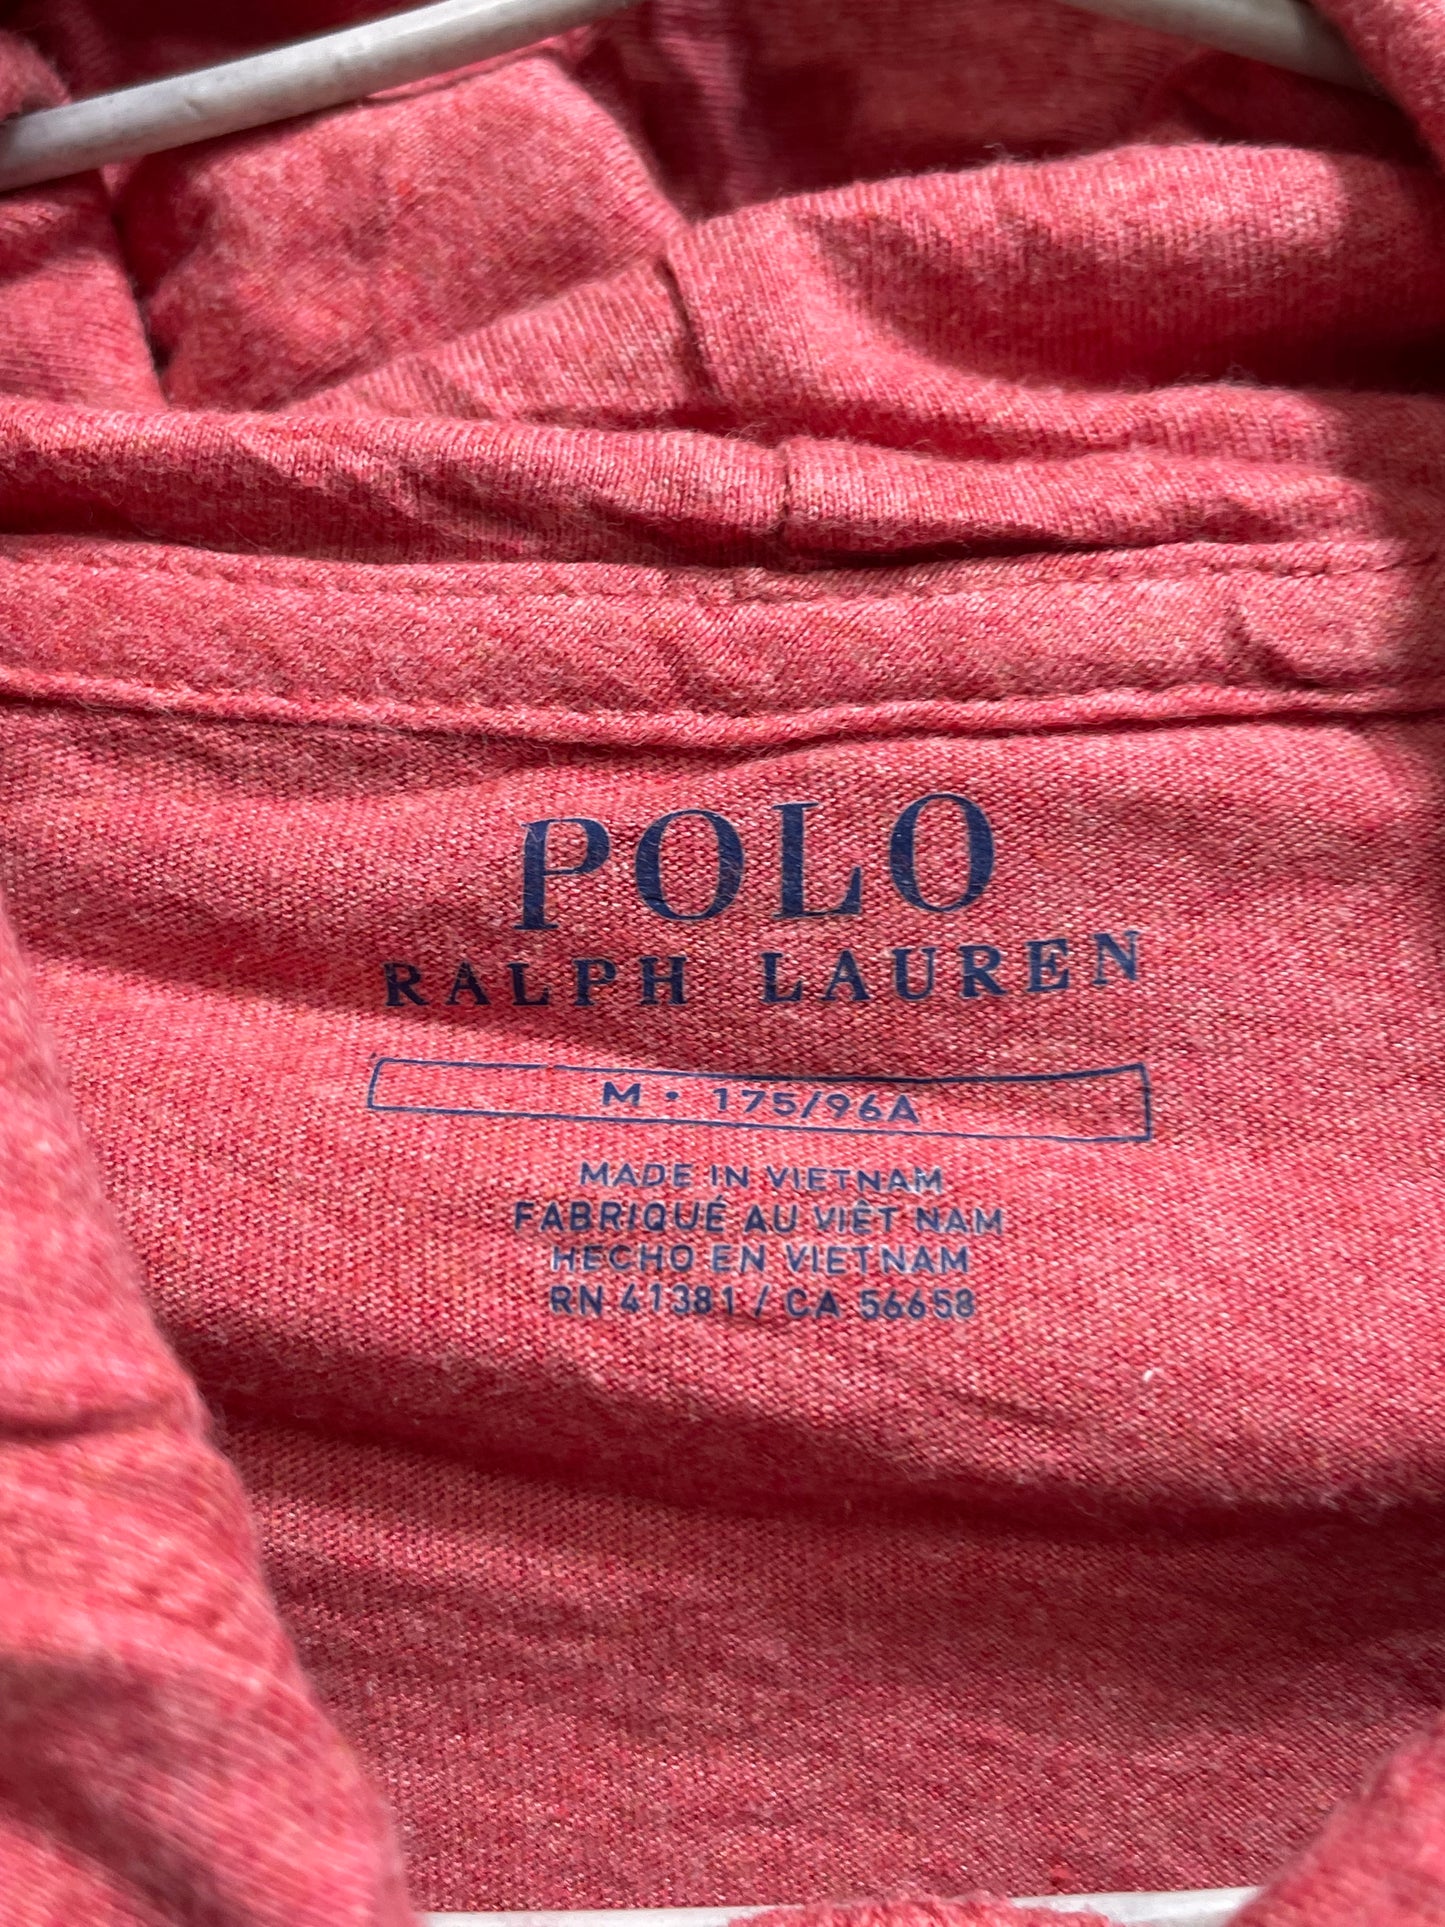 POLO
RALPH LAUREN
M • 175/96A
MADE IN VIETNAM
FABRIQUÉ AU VIÊT NAM
HECHO EN VIETNAM
RN 41381 / CA 56658